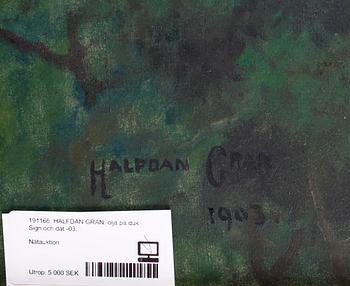 HALFDAN GRAN
1903.
191166. HALFDAN GRAN, olja på duk.
Sign och dat -03.
Nätauktion
Utrop: 5 000 SEK